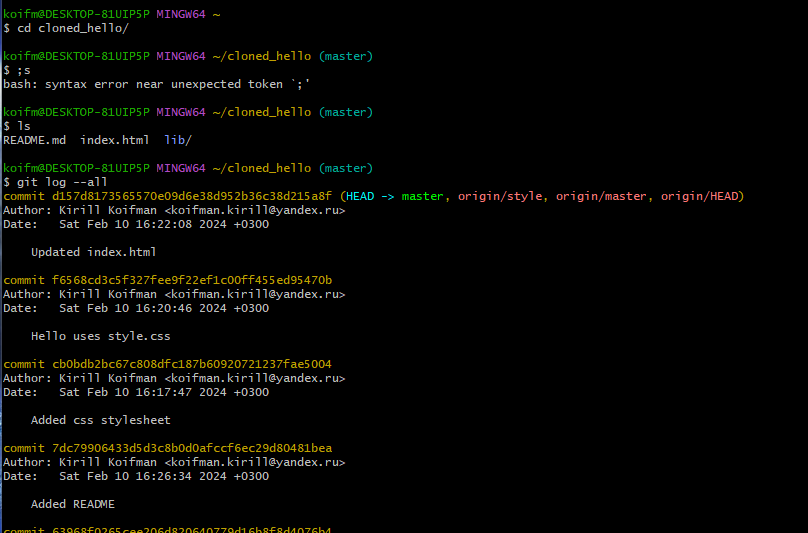 koifm@DESKTOP-81UIP5P MINGW64 ~
$ cd cloned_hello/
koifm@DESKTOP-81UIP5P MINGW64 ~/cloned_hello (master)
$ ;s
bash: syntax error near unexpected token `;'
koifm@DESKTOP-81UIP5P MINGW64 ~/cloned_hello (master)
$ ls
README.md  index.html  lib/
koifm@DESKTOP-81UIP5P MINGW64 ~/cloned_hello (master)
$ git log --all
commit d157d8173565570e09d6e38d952b36c38d215a8f (HEAD -> master, origin/style, origin/master, origin/HEAD)
Author: Kirill Koifman <koifman.kirill@yandex.ru>
Date:   Sat Feb 10 16:22:08 2024 +0300
Updated index.html
commit f6568cd3c5f327fee9f22ef1c00ff455ed95470b
Author: Kirill Koifman <koifman.kirill@yandex.ru>
Date:   Sat Feb 10 16:20:46 2024 +0300
Hello uses style.css
commit cb0bdb2bc67c808dfc187b60920721237fae5004
Author: Kirill Koifman <koifman.kirill@yandex.ru>
Date:   Sat Feb 10 16:17:47 2024 +0300
Added css stylesheet
commit 7dc79906433d5d3c8b0d0afccf6ec29d80481bea
Author: Kirill Koifman <koifman.kirill@yandex.ru>
Date:   Sat Feb 10 16:26:34 2024 +0300
Added README
commit